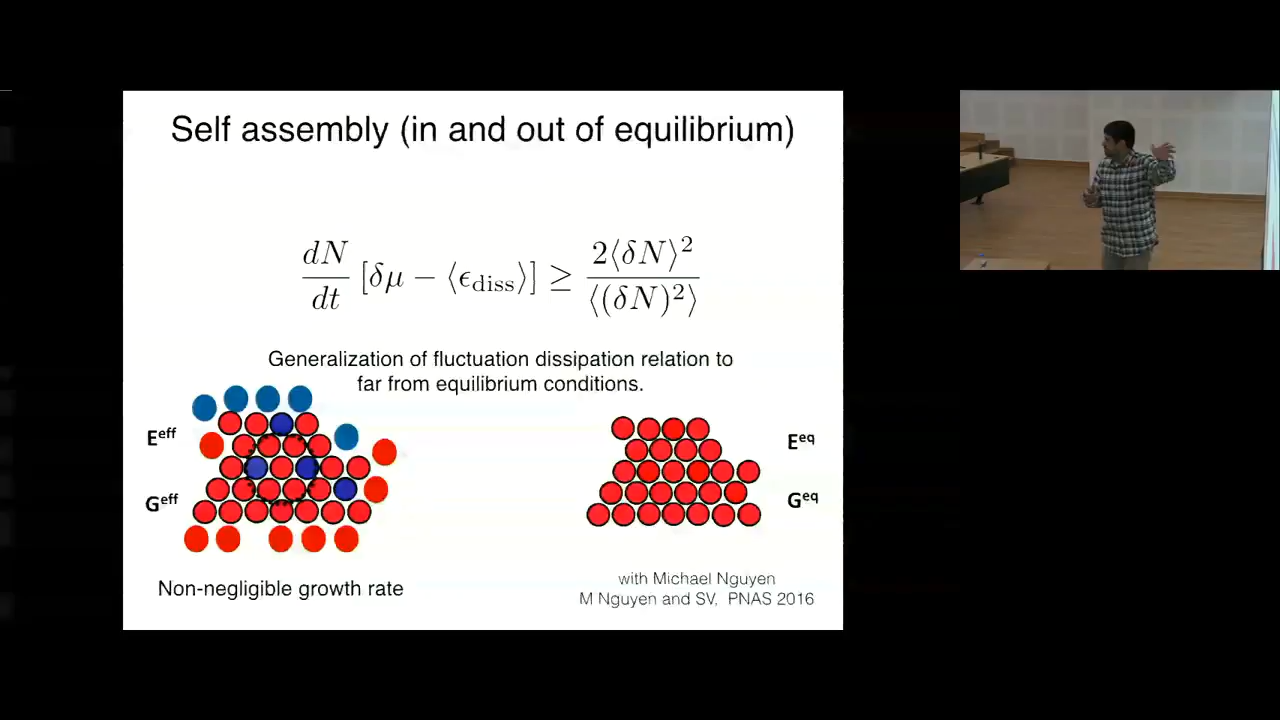 Self assembly (in and out of equilibrium)
dN/dt [δμ − ⟨ϵ_diss⟩] ≥ 2⟨δN⟩²/⟨(δN)²⟩
Generalization of fluctuation dissipation relation to
far from equilibrium conditions.
E^eff
G^eff
E^eq
G^eq
Non-negligible growth rate
with Michael Nguyen
M Nguyen and SV, PNAS 2016